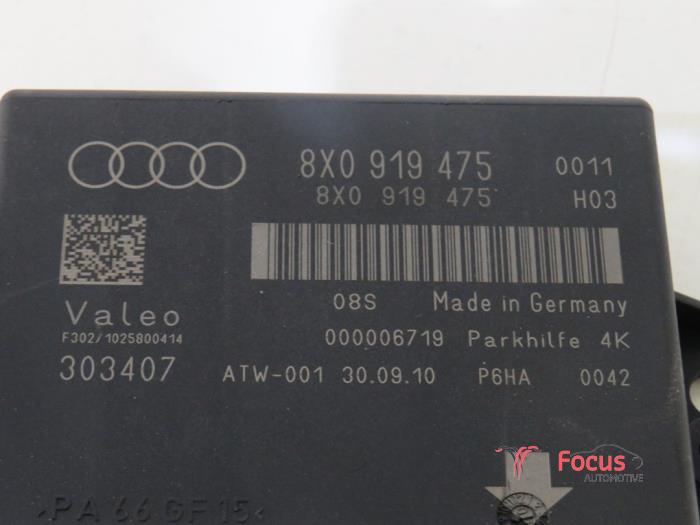 8X0 919 475 0011
8X0 919 475 H03
08S Made in Germany
Valeo
F302/1025800414
000006719 Parkhilfe 4K
303407 ATW-001 30.09.10 P6HA 0042
PA 66 GF 15
Focus
AUTOMOTIVE